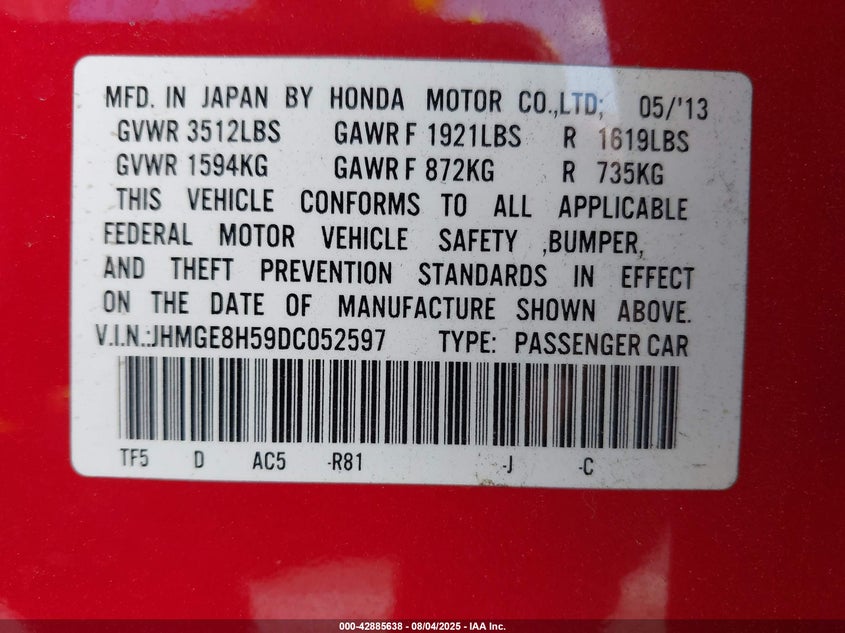 MFD. IN JAPAN BY HONDA MOTOR CO.,LTD; 05/'13
GVWR 3512LBS GAWR F 1921LBS R 1619LBS
GVWR 1594KG GAWR F 872KG R 735KG
THIS VEHICLE CONFORMS TO ALL APPLICABLE
FEDERAL MOTOR VEHICLE SAFETY ,BUMPER,
AND THEFT PREVENTION STANDARDS IN EFFECT
ON THE DATE OF MANUFACTURE SHOWN ABOVE.
V.I.N.:JHMGE8H59DC052597 TYPE: PASSENGER CAR
TF5 D AC5 -R81 -J -C
000-42885638 - 08/04/2025 - IAA Inc.